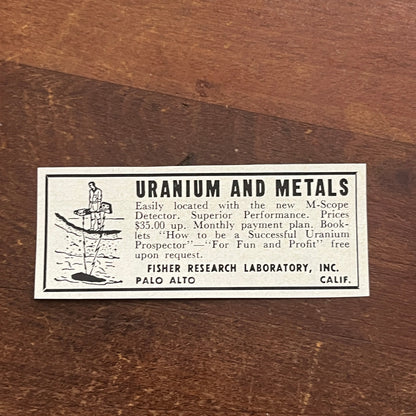 URANIUM AND METALS
Easily located with the new M-Scope
Detector. Superior Performance. Prices
$35.00 up. Monthly payment plan. Book-
lets "How to be a Successful Uranium
Prospector"—"For Fun and Profit" free
upon request.
FISHER RESEARCH LABORATORY, INC.
PALO ALTO CALIF.